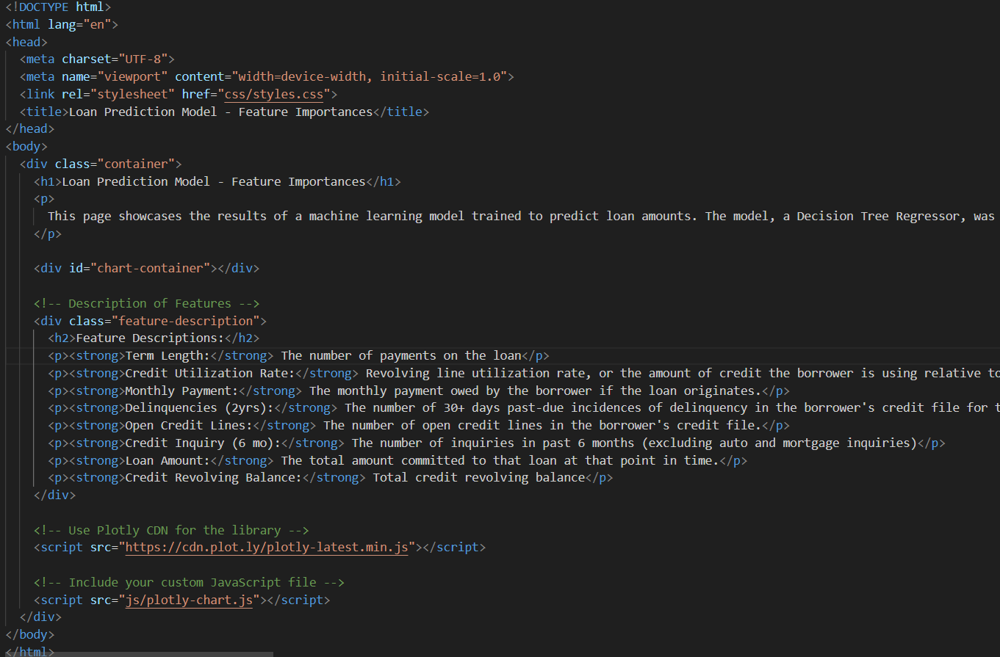 <!DOCTYPE html>
<html lang="en">
<head>
  <meta charset="UTF-8">
  <meta name="viewport" content="width=device-width, initial-scale=1.0">
  <link rel="stylesheet" href="css/styles.css">
  <title>Loan Prediction Model - Feature Importances</title>
</head>
<body>
  <div class="container">
    <h1>Loan Prediction Model - Feature Importances</h1>
    <p>
      This page showcases the results of a machine learning model trained to predict loan amounts. The model, a Decision Tree Regressor, was
    </p>
    <div id="chart-container"></div>
    <!-- Description of Features -->
    <div class="feature-description">
      <h2>Feature Descriptions:</h2>
      <p><strong>Term Length:</strong> The number of payments on the loan</p>
      <p><strong>Credit Utilization Rate:</strong> Revolving line utilization rate, or the amount of credit the borrower is using relative to
      <p><strong>Monthly Payment:</strong> The monthly payment owed by the borrower if the loan originates.</p>
      <p><strong>Delinquencies (2yrs):</strong> The number of 30+ days past-due incidences of delinquency in the borrower's credit file for t
      <p><strong>Open Credit Lines:</strong> The number of open credit lines in the borrower's credit file.</p>
      <p><strong>Credit Inquiry (6 mo):</strong> The number of inquiries in past 6 months (excluding auto and mortgage inquiries)</p>
      <p><strong>Loan Amount:</strong> The total amount committed to that loan at that point in time.</p>
      <p><strong>Credit Revolving Balance:</strong> Total credit revolving balance</p>
    </div>
    <!-- Use Plotly CDN for the library -->
    <script src="https://cdn.plot.ly/plotly-latest.min.js"></script>
    <!-- Include your custom JavaScript file -->
    <script src="js/plotly-chart.js"></script>
  </div>
</body>
</html>